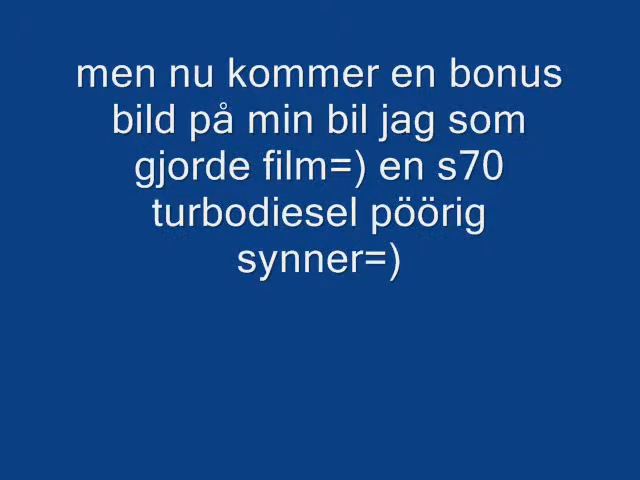 men nu kommer en bonus
bild på min bil jag som
gjorde film=) en s70
turbodiesel pöörig
synner=)